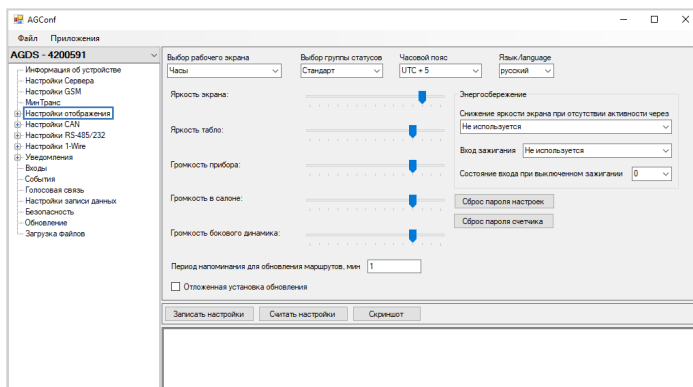 AGConf
Файл Приложения
AGDS - 4200591
Информация об устройстве
Настройки Сервера
Настройки GSM
МинТранс
Настройки отображения
Настройки CAN
Настройки RS-485/232
Настройки 1-Wire
Уведомления
Входы
События
Голосовая связь
Настройки записи данных
Безопасность
Обновление
Загрузка файлов
Выбор рабочего экрана Выбор группы статусов Часовой пояс Язык/language
Часы Стандарт UTC + 5 русский
Яркость экрана:
Яркость табло:
Громкость прибора:
Громкость в салоне:
Громкость бокового динамика:
Энергосбережение
Снижение яркости экрана при отсутствии активности через
Не используется
Вход зажигания Не используется
Состояние входа при выключенном зажигании 0
Сброс пароля настроек
Сброс пароля счетчика
Период напоминания для обновления маршрутов, мин 1
Отложенная установка обновления
Записать настройки Считать настройки Скриншот